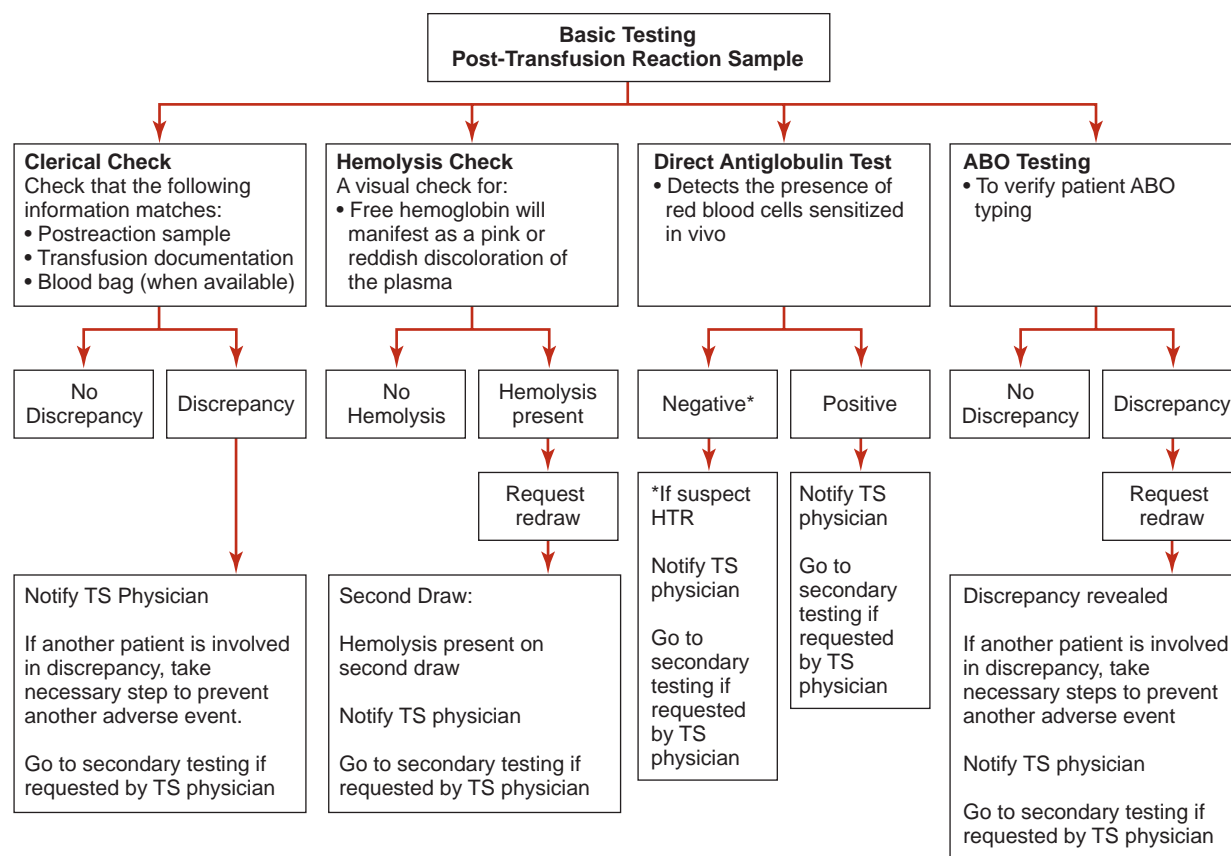 Basic Testing
Post-Transfusion Reaction Sample
Clerical Check
Check that the following
information matches:
• Postreaction sample
• Transfusion documentation
• Blood bag (when available)
Hemolysis Check
A visual check for:
• Free hemoglobin will
manifest as a pink or
reddish discoloration of
the plasma
Direct Antiglobulin Test
• Detects the presence of
red blood cells sensitized
in vivo
ABO Testing
• To verify patient ABO
typing
No
Discrepancy
Discrepancy
No
Hemolysis
Hemolysis
present
Negative*
Positive
No
Discrepancy
Discrepancy
Request
redraw
*If suspect
HTR
Notify TS
physician
Go to
secondary
testing if
requested
by TS
physician
Notify TS
physician
Go to
secondary
testing if
requested
by TS
physician
Request
redraw
Notify TS Physician
If another patient is involved
in discrepancy, take
necessary step to prevent
another adverse event.
Go to secondary testing if
requested by TS physician
Second Draw:
Hemolysis present on
second draw
Notify TS physician
Go to secondary testing if
requested by TS physician
Discrepancy revealed
If another patient is involved
in discrepancy, take
necessary steps to prevent
another adverse event
Notify TS physician
Go to secondary testing if
requested by TS physician